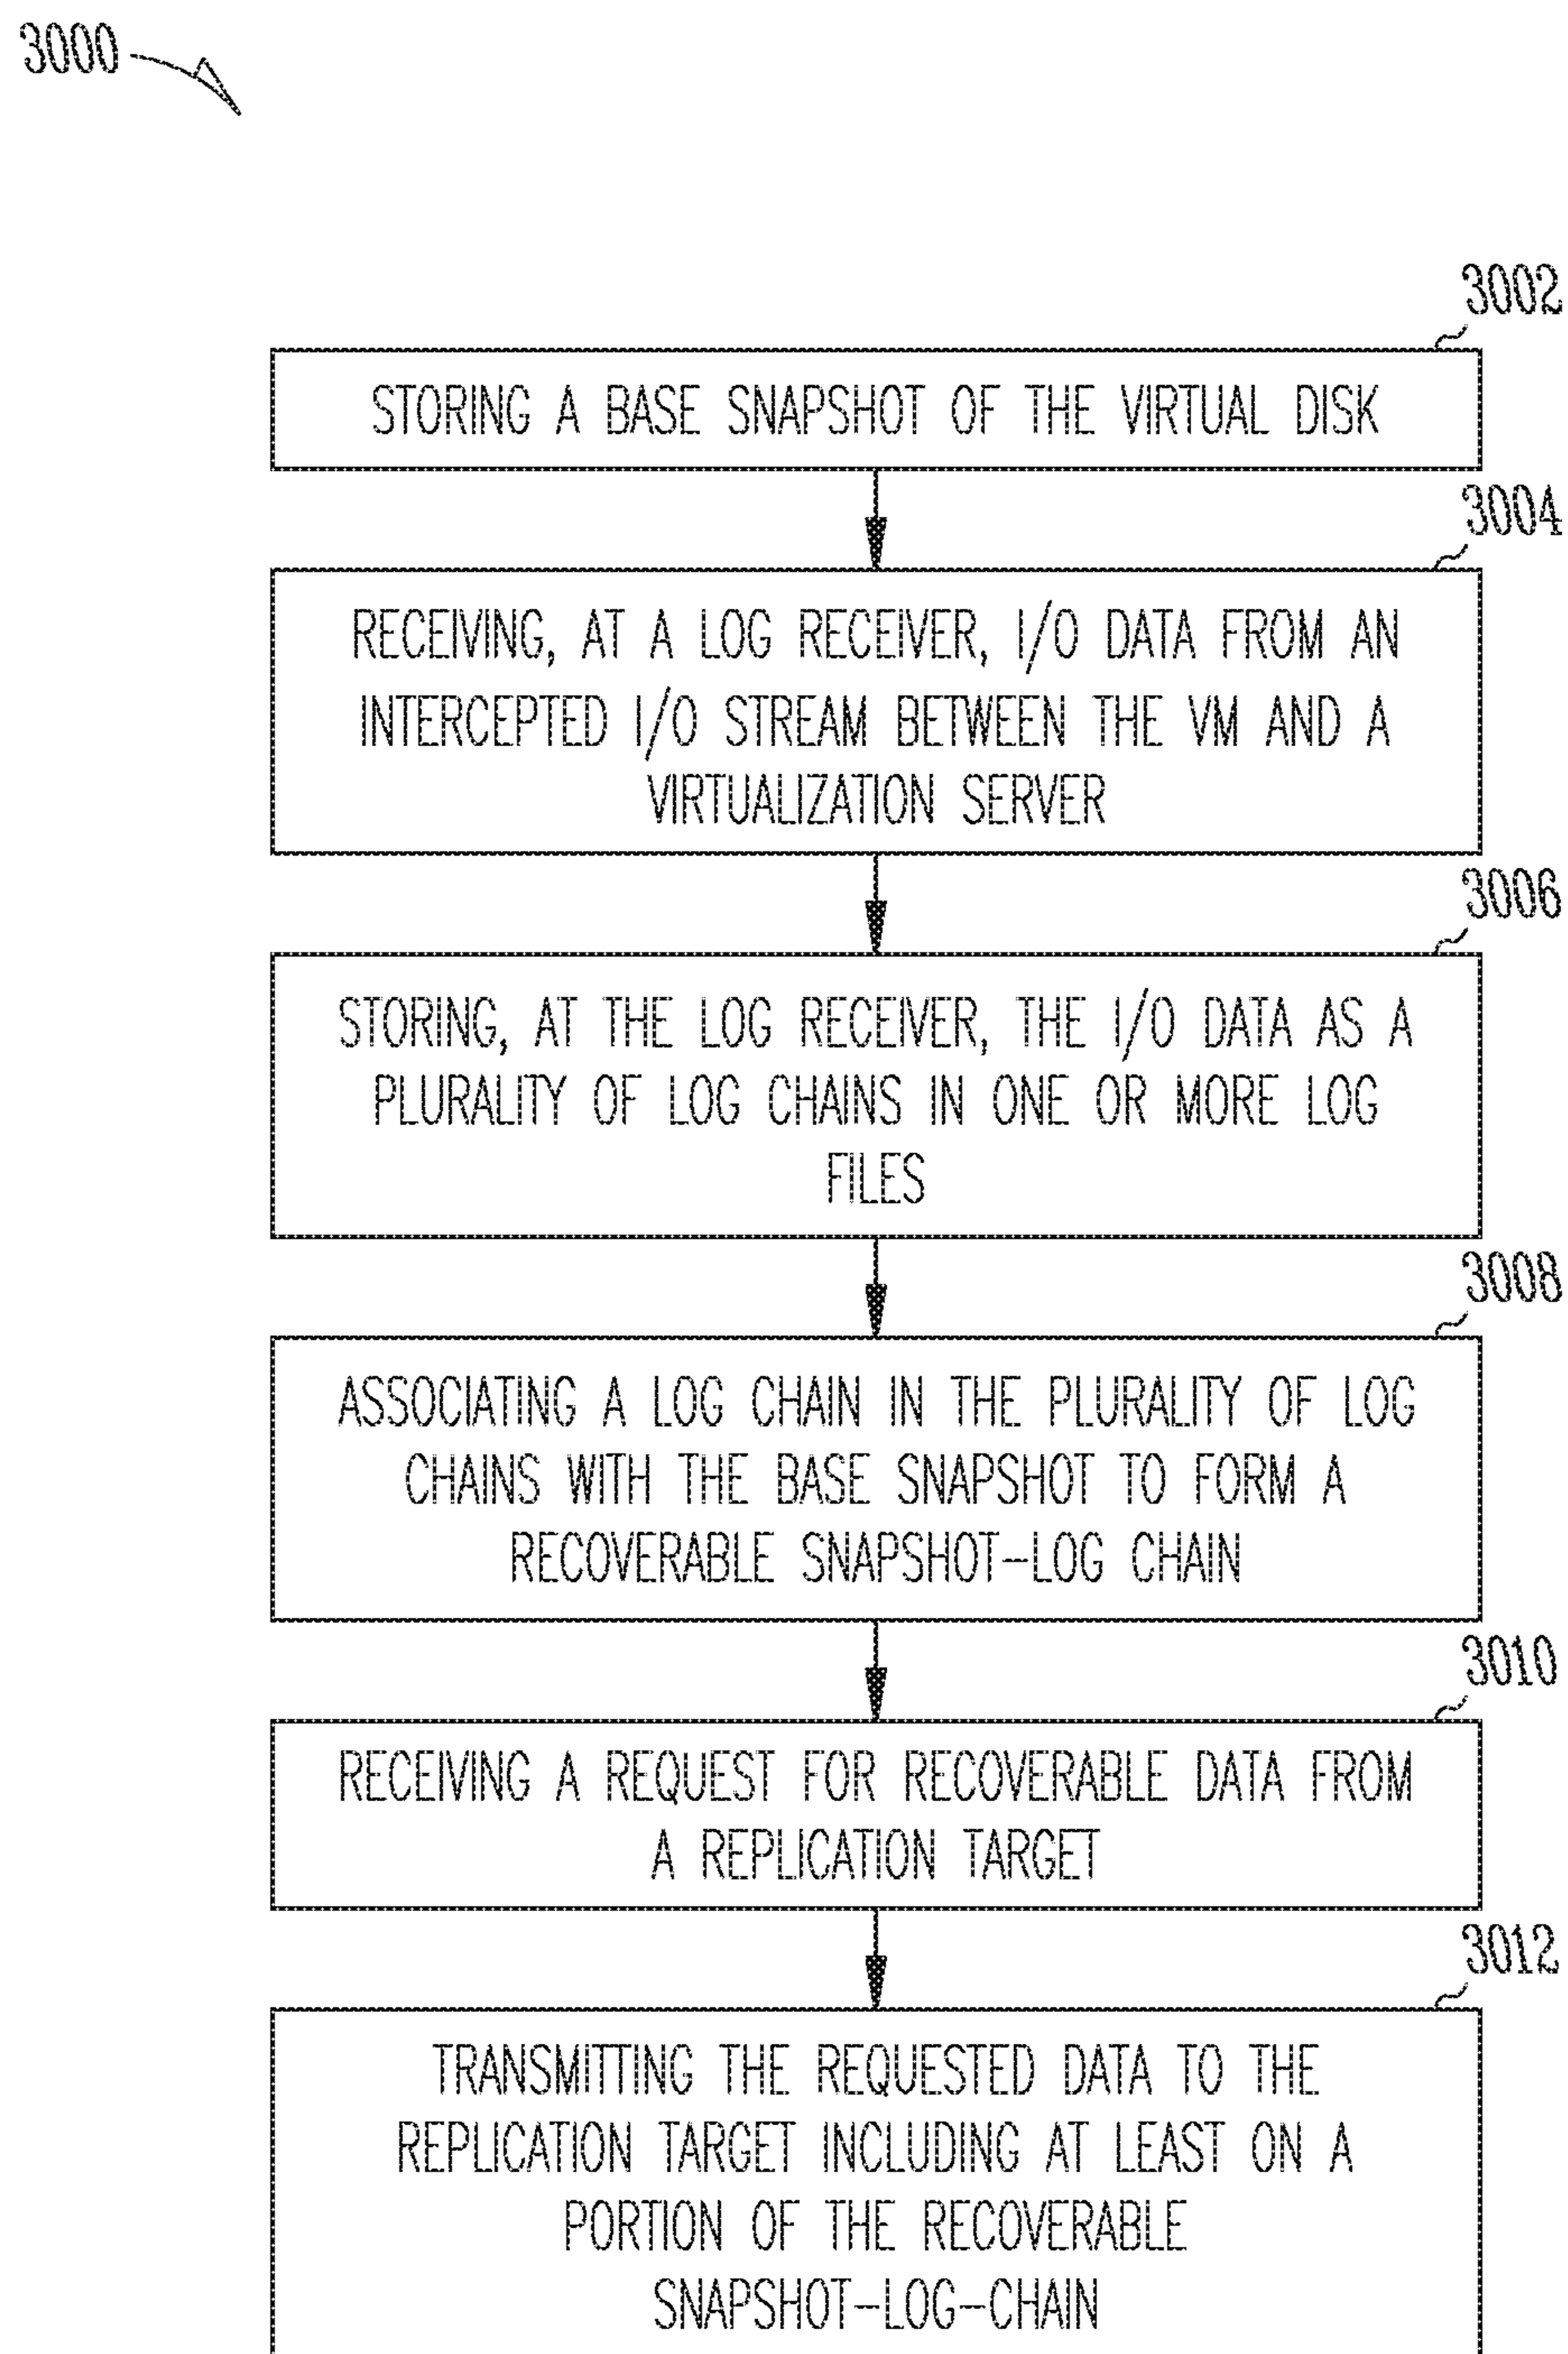 3000
3002
STORING A BASE SNAPSHOT OF THE VIRTUAL DISK
3004
RECEIVING, AT A LOG RECEIVER, I/O DATA FROM AN
INTERCEPTED I/O STREAM BETWEEN THE VM AND A
VIRTUALIZATION SERVER
3006
STORING, AT THE LOG RECEIVER, THE I/O DATA AS A
PLURALITY OF LOG CHAINS IN ONE OR MORE LOG
FILES
3008
ASSOCIATING A LOG CHAIN IN THE PLURALITY OF LOG
CHAINS WITH THE BASE SNAPSHOT TO FORM A
RECOVERABLE SNAPSHOT-LOG CHAIN
3010
RECEIVING A REQUEST FOR RECOVERABLE DATA FROM
A REPLICATION TARGET
3012
TRANSMITTING THE REQUESTED DATA TO THE
REPLICATION TARGET INCLUDING AT LEAST ON A
PORTION OF THE RECOVERABLE
SNAPSHOT-LOG-CHAIN